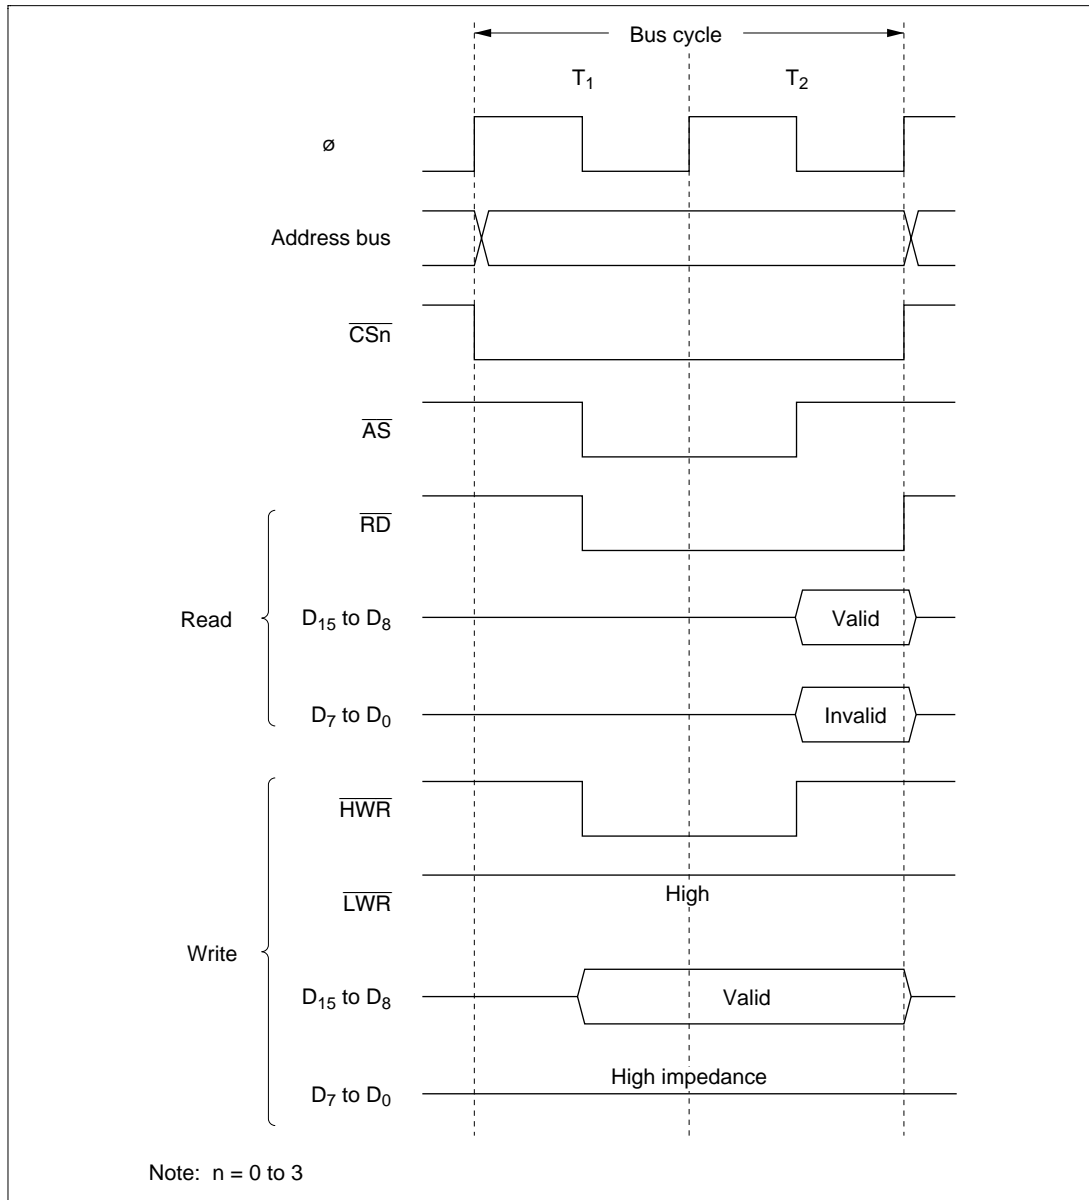 Bus cycle
T1 T2
ø
Address bus
CSn
AS
RD
Read
D15 to D8 Valid
D7 to D0 Invalid
HWR
LWR High
Write
D15 to D8 Valid
D7 to D0 High impedance
Note: n = 0 to 3